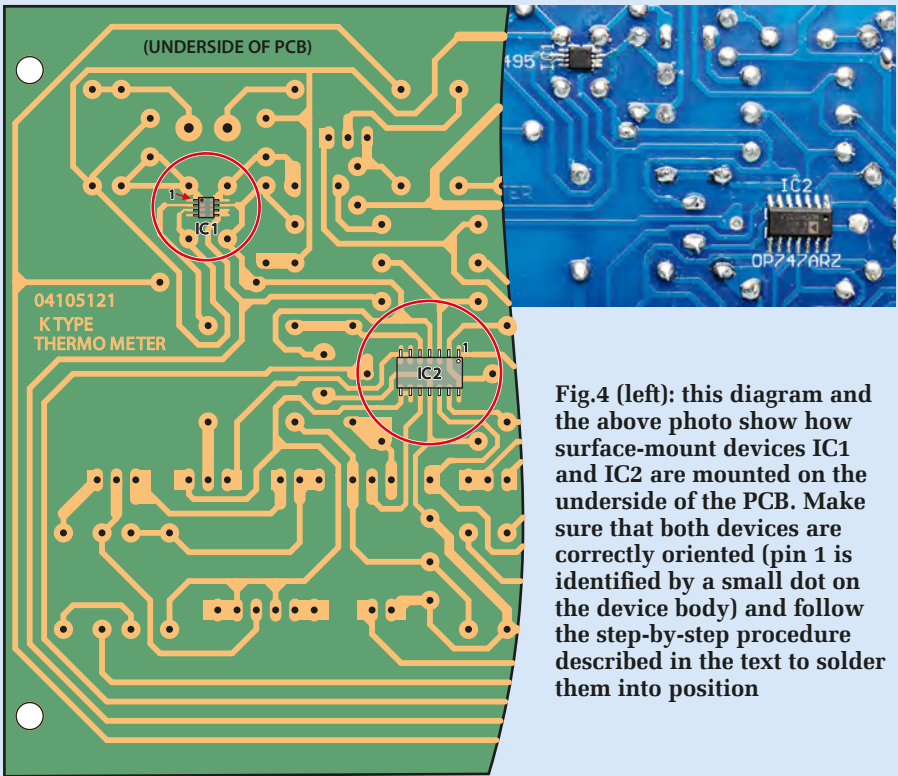 (UNDERSIDE OF PCB)
1
IC1
04105121
K TYPE
THERMO METER
1
IC2
495
IC2
OP747ARZ
Fig.4 (left): this diagram and
the above photo show how
surface-mount devices IC1
and IC2 are mounted on the
underside of the PCB. Make
sure that both devices are
correctly oriented (pin 1 is
identified by a small dot on
the device body) and follow
the step-by-step procedure
described in the text to solder
them into position